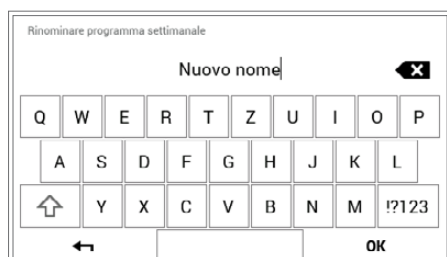 Rinominare programma settimanale
Nuovo nome
Q W E R T Z U I O P
A S D F G H J K L
Y X C V B N M !?123
OK